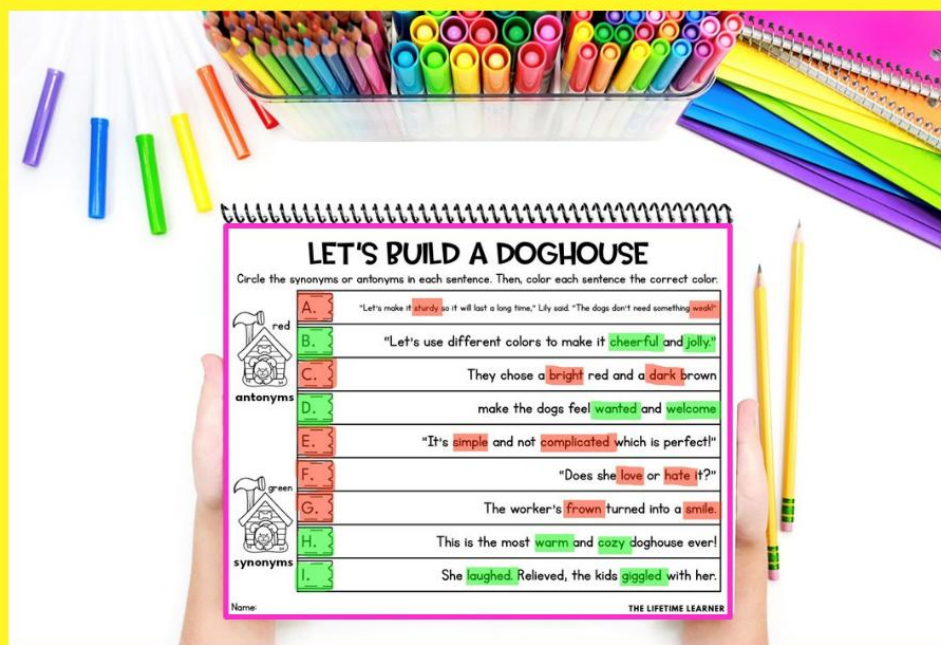 LET'S BUILD A DOGHOUSE
Circle the synonyms or antonyms in each sentence. Then, color each sentence the correct color.
red
antonyms
A. "Let's make it sturdy so it will last a long time," Lily said. "The dogs don't need something weak!"
B. "Let's use different colors to make it cheerful and jolly."
C. They chose a bright red and a dark brown
D. make the dogs feel wanted and welcome
E. "It's simple and not complicated which is perfect!"
F. "Does she love or hate it?"
G. The worker's frown turned into a smile.
green
synonyms
H. This is the most warm and cozy doghouse ever!
I. She laughed. Relieved, the kids giggled with her.
Name:
THE LIFETIME LEARNER